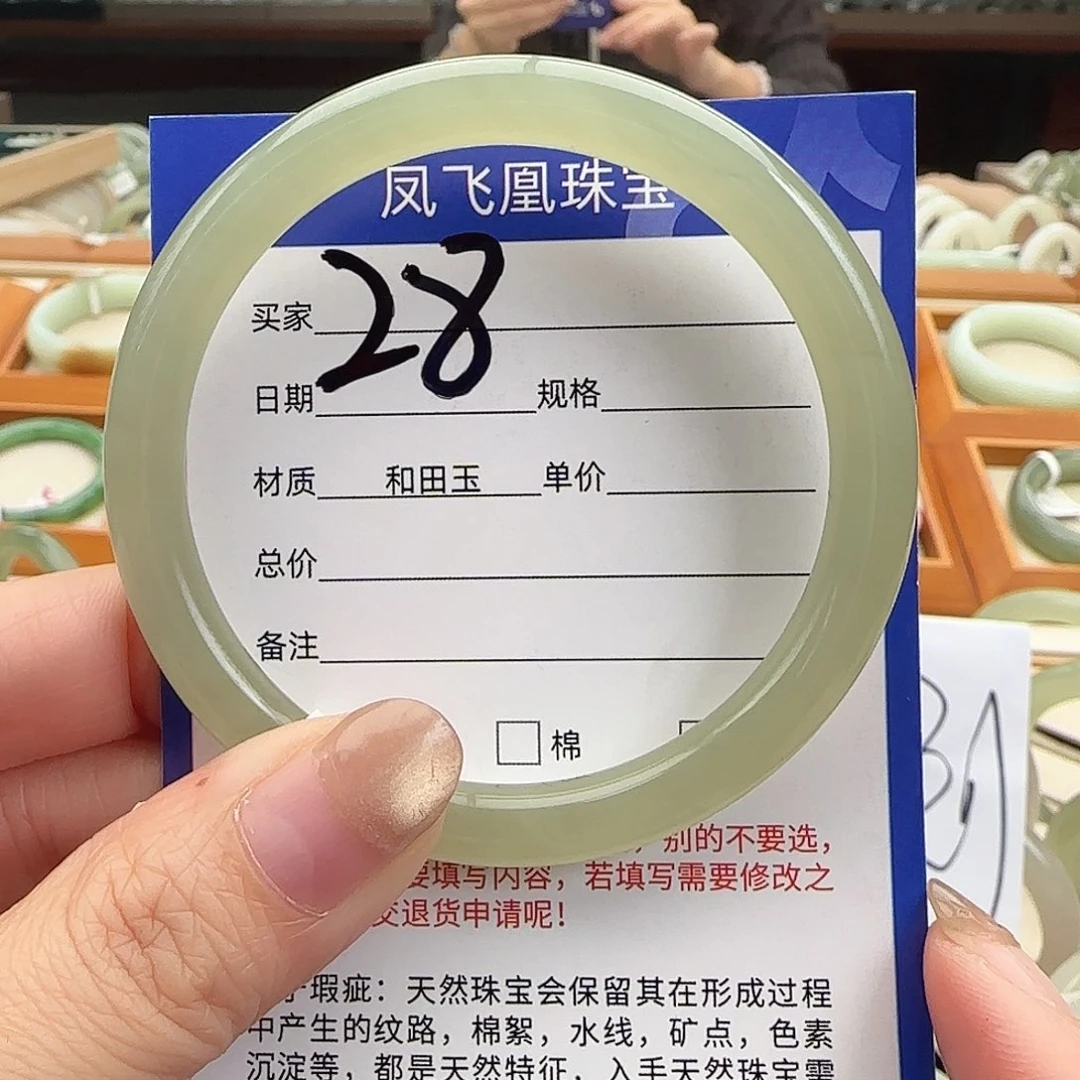 凤飞凰珠宝
28
买家
日期 规格
材质 和田玉 单价
总价
备注
□棉
，别的不要选，
要填写内容，若填写需要修改之
交退货申请呢！
瑕疵：天然珠宝会保留其在形成过程
中产生的纹路，棉絮，水线，矿点，色素
沉淀等，都是天然特征，入手天然珠宝需